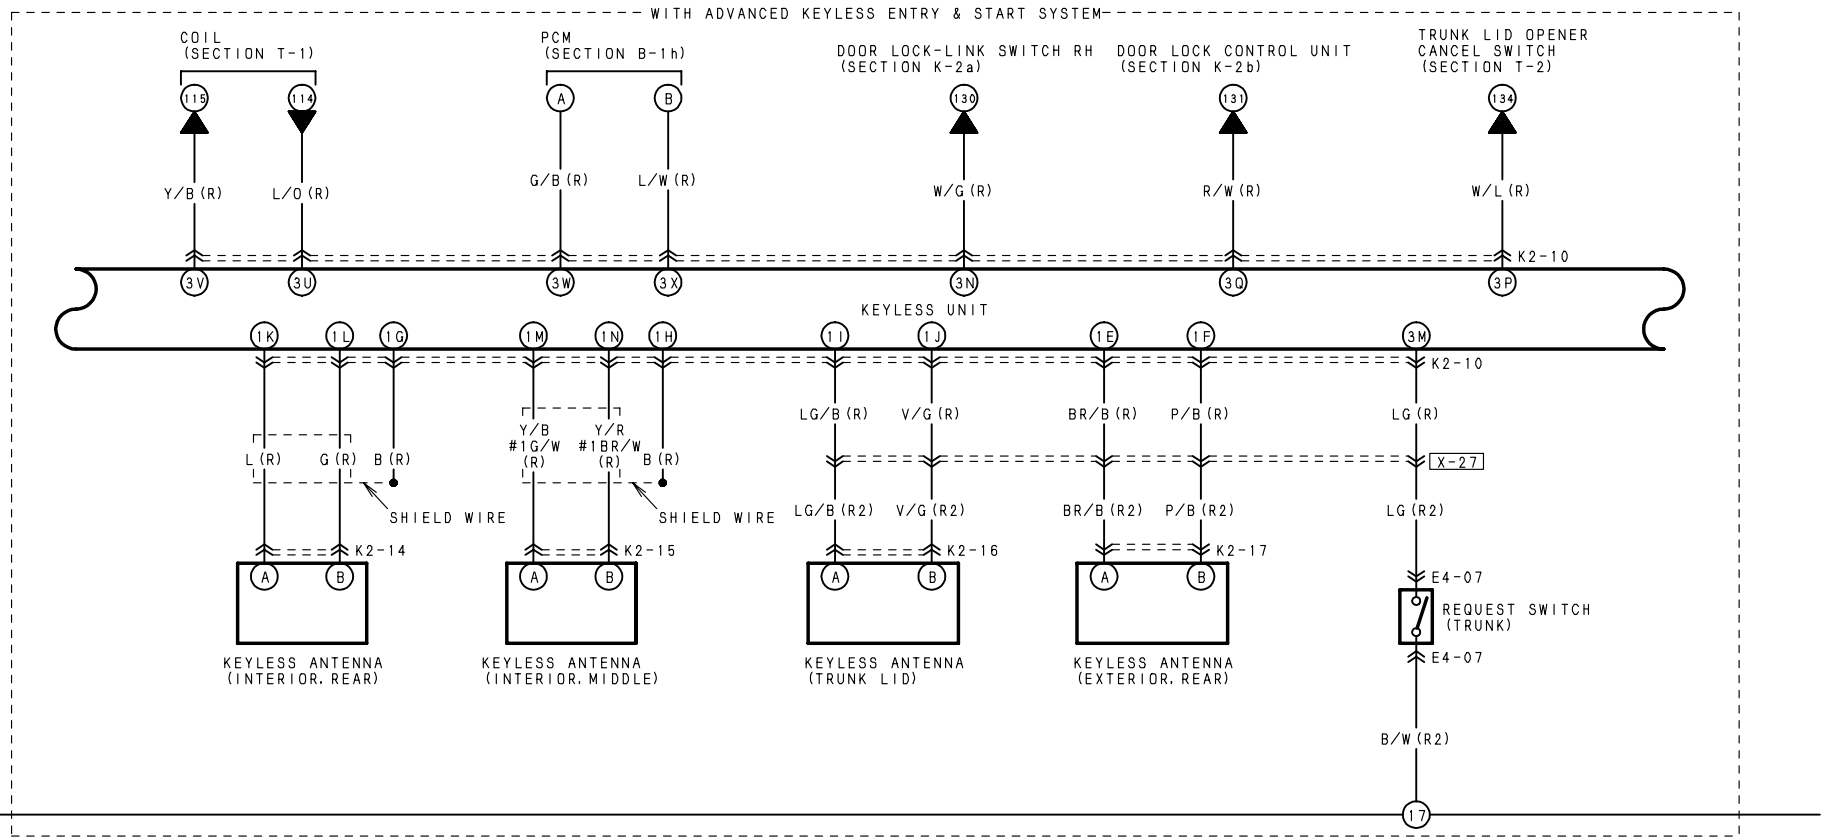 WITH ADVANCED KEYLESS ENTRY & START SYSTEM
COIL
(SECTION T-1)
PCM
(SECTION B-1h)
DOOR LOCK-LINK SWITCH RH
(SECTION K-2a)
DOOR LOCK CONTROL UNIT
(SECTION K-2b)
TRUNK LID OPENER
CANCEL SWITCH
(SECTION T-2)
115 114 A B 130 131 134
Y/B (R) L/O (R) G/B (R) L/W (R) W/G (R) R/W (R) W/L (R)
K2-10
3V 3U 3W 3X 3N 3Q 3P
KEYLESS UNIT
1K 1L 1G 1M 1N 1H 1I 1J 1E 1F 3M
K2-10
LG/B (R) V/G (R) BR/B (R) P/B (R) LG (R)
Y/B
#1G/W
(R)
Y/R
#1BR/W
(R)
L (R) G (R) B (R) B (R)
X-27
SHIELD WIRE SHIELD WIRE
LG/B (R2) V/G (R2) BR/B (R2) P/B (R2) LG (R2)
K2-14 K2-15 K2-16 K2-17
A B A B A B A B
E4-07
REQUEST SWITCH
(TRUNK)
E4-07
KEYLESS ANTENNA
(INTERIOR, REAR)
KEYLESS ANTENNA
(INTERIOR, MIDDLE)
KEYLESS ANTENNA
(TRUNK LID)
KEYLESS ANTENNA
(EXTERIOR, REAR)
B/W (R2)
17